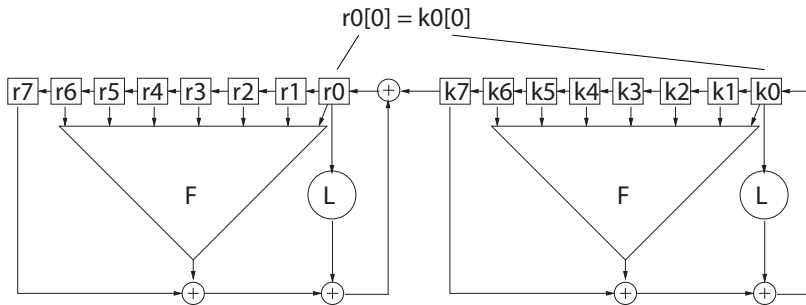 r0[0] = k0[0]
r7 r6 r5 r4 r3 r2 r1 r0 + k7 k6 k5 k4 k3 k2 k1 k0
F L F L
+ + + +